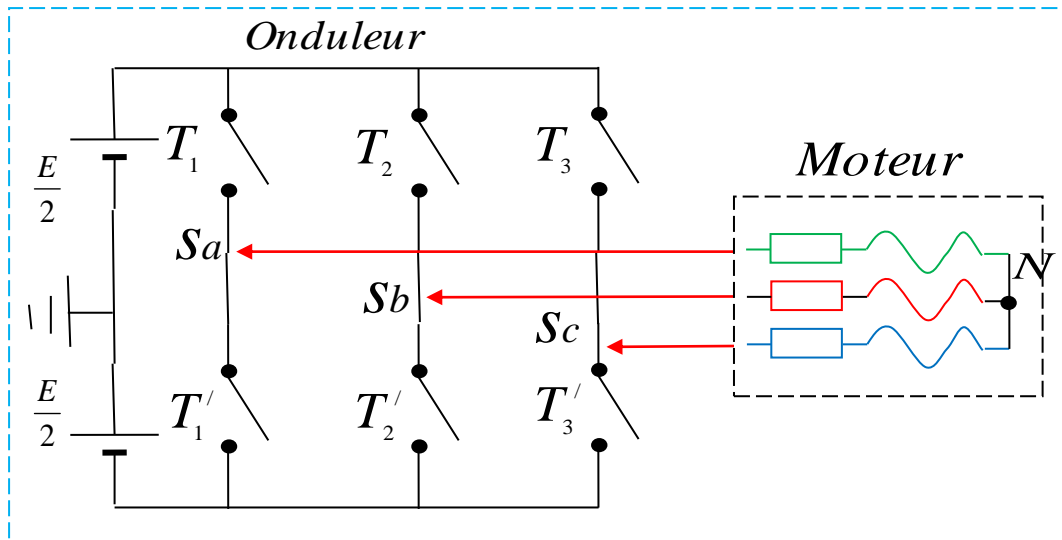 Onduleur
T1 T2 T3
E/2
Moteur
Sa
Sb
Sc
N
E/2
T1/ T2/ T3/